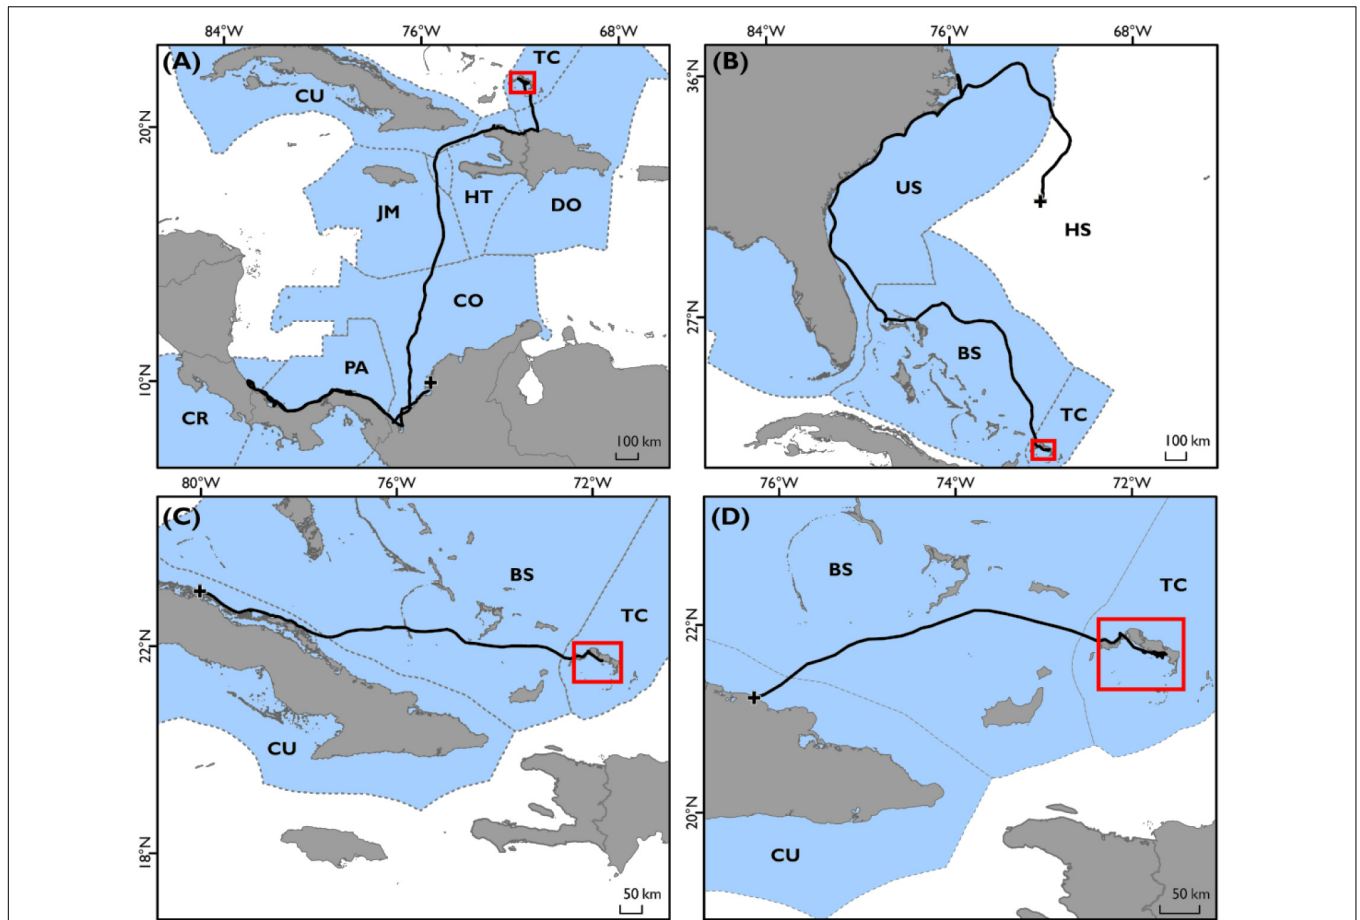 84°W 76°W 68°W
(A)
TC
CU
20°N
JM
HT
DO
CO
PA
10°N
CR
100 km
84°W 76°W 68°W
(B)
36°N
US
HS
27°N
BS
TC
100 km
80°W 76°W 72°W
(C)
BS
TC
22°N
CU
18°N
50 km
76°W 74°W 72°W
(D)
BS
TC
22°N
20°N
CU
50 km